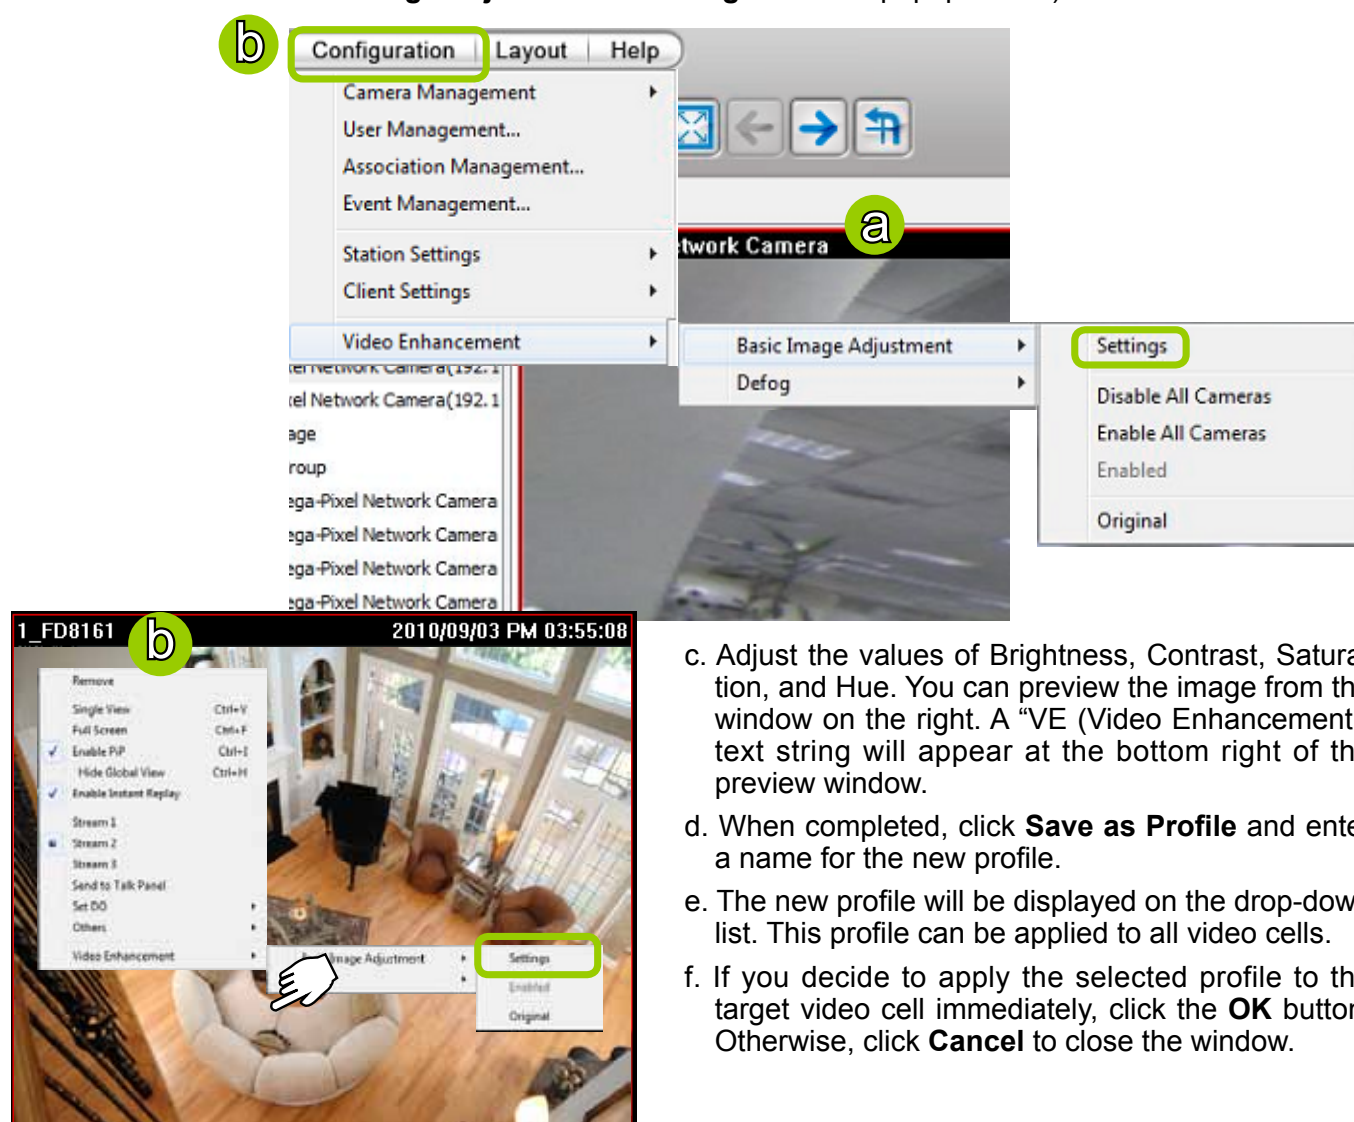 b
Configuration Layout Help
Camera Management
User Management...
Association Management...
Event Management...
Station Settings
Client Settings
Video Enhancement
a
twork Camera
Basic Image Adjustment
Defog
Settings
Disable All Cameras
Enable All Cameras
Enabled
Original
xel Network Camera(192.1
age
roup
ega-Pixel Network Camera
ega-Pixel Network Camera
ega-Pixel Network Camera
ega-Pixel Network Camera
1_FD8161 2010/09/03 PM 03:55:08
b
Remove
Single View Ctrl+V
Full Screen Ctrl+F
Enable PiP Ctrl+I
Hide Global View Ctrl+H
Enable Instant Replay
Stream 1
Stream 2
Stream 3
Send to Talk Panel
Set DO
Others
Video Enhancement
Image Adjustment
Settings
Enabled
Original
c. Adjust the values of Brightness, Contrast, Satura
tion, and Hue. You can preview the image from th
window on the right. A “VE (Video Enhancement
text string will appear at the bottom right of th
preview window.
d. When completed, click Save as Profile and ente
a name for the new profile.
e. The new profile will be displayed on the drop-dow
list. This profile can be applied to all video cells.
f. If you decide to apply the selected profile to th
target video cell immediately, click the OK button
Otherwise, click Cancel to close the window.